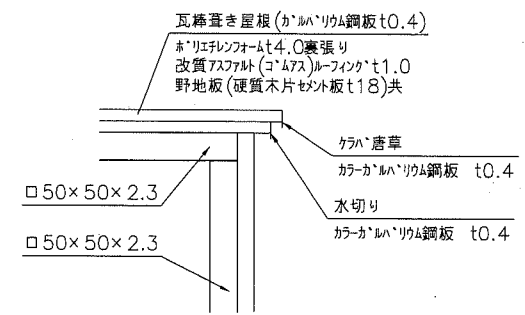 瓦棒葺き屋根(ガルバリウム鋼板t0.4)
ポリエチレンフォームt4.0裏張り
改質アスファルト(ゴムアス)ルーフィングt1.0
野地板(硬質木片セメント板t18)共
ケラバ唐草
カラーガルバリウム鋼板 t0.4
□50×50×2.3
水切り
カラーガルバリウム鋼板 t0.4
□50×50×2.3